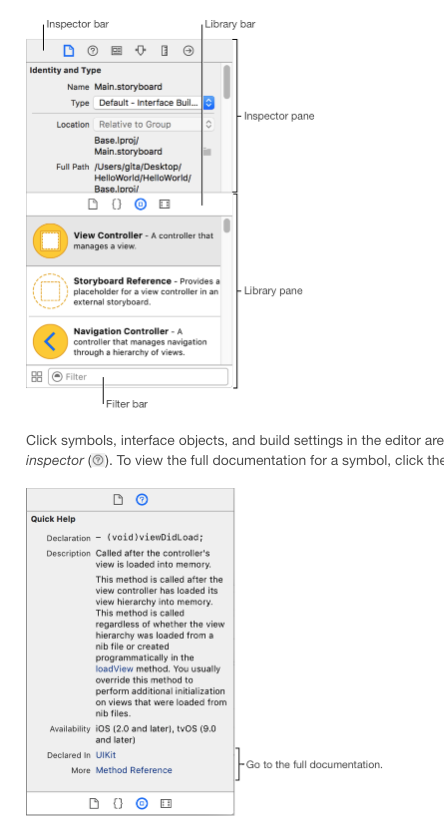 Inspector bar
Library bar
Identity and Type
Name Main.storyboard
Type Default - Interface Buil...
Location Relative to Group
Base.lproj/
Main.storyboard
Full Path /Users/gita/Desktop/
HelloWorld/HelloWorld/
Base.lproj/
Inspector pane
{}
View Controller - A controller that
manages a view.
Storyboard Reference - Provides a
placeholder for a view controller in an
external storyboard.
Navigation Controller - A
controller that manages navigation
through a hierarchy of views.
Library pane
Filter
Filter bar
Click symbols, interface objects, and build settings in the editor are
inspector (?). To view the full documentation for a symbol, click the
Quick Help
Declaration - (void)viewDidLoad;
Description Called after the controller's
view is loaded into memory.
This method is called after the
view controller has loaded its
view hierarchy into memory.
This method is called
regardless of whether the view
hierarchy was loaded from a
nib file or created
programmatically in the
loadView method. You usually
override this method to
perform additional initialization
on views that were loaded from
nib files.
Availability iOS (2.0 and later), tvOS (9.0
and later)
Declared In UIKit
More Method Reference
Go to the full documentation.
{}